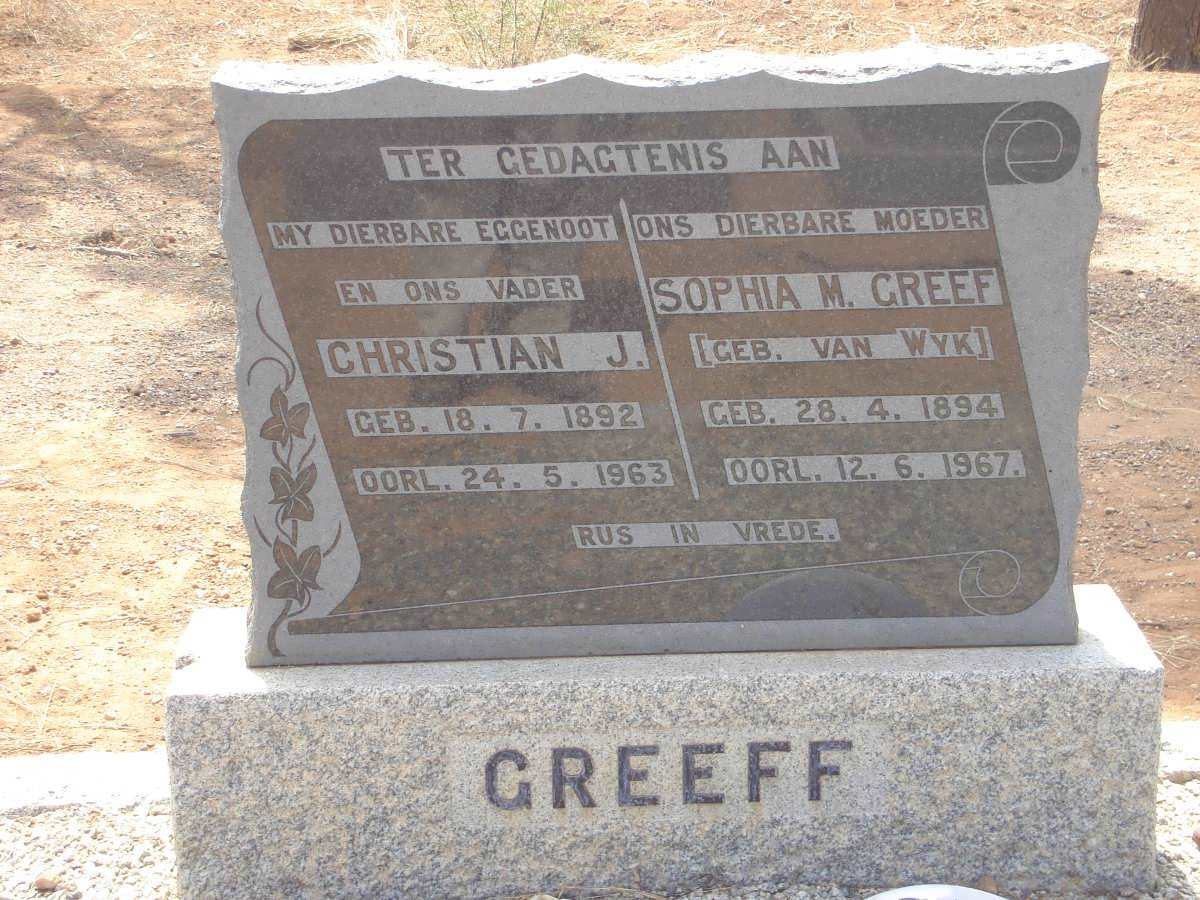 TER GEDAGTENIS AAN
MY DIERBARE EGGENOOT
EN ONS VADER
CHRISTIAN J.
GEB. 18. 7. 1892
OORL. 24. 5. 1963
ONS DIERBARE MOEDER
SOPHIA M. GREEF
[GEB. VAN WYK]
GEB. 28. 4. 1894
OORL. 12. 6. 1967.
RUS IN VREDE.
GREEFF